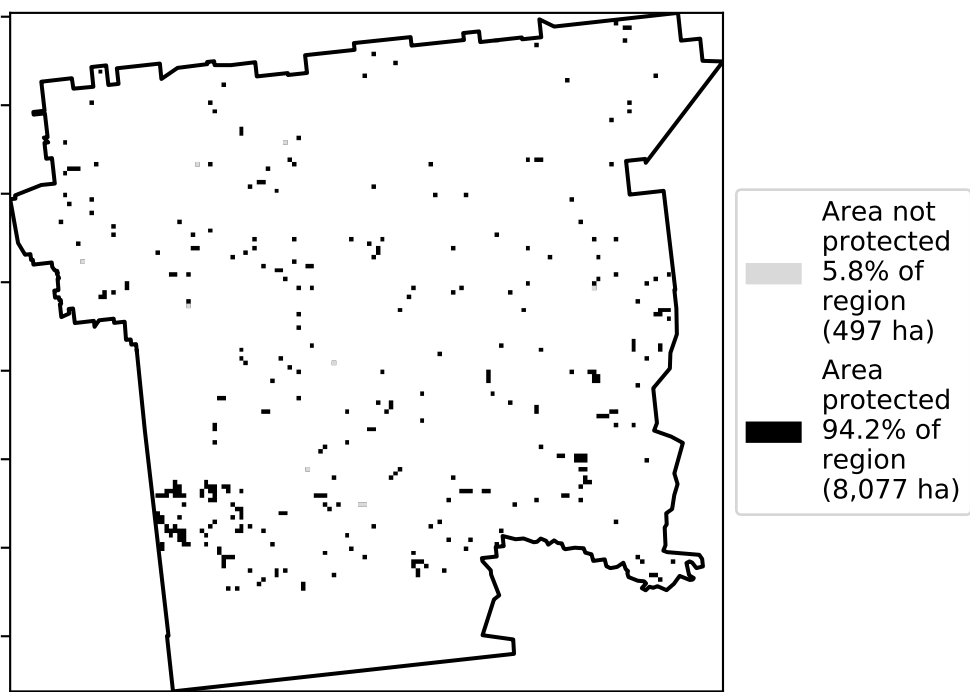 Area not
protected
5.8% of
region
(497 ha)
Area
protected
94.2% of
region
(8,077 ha)